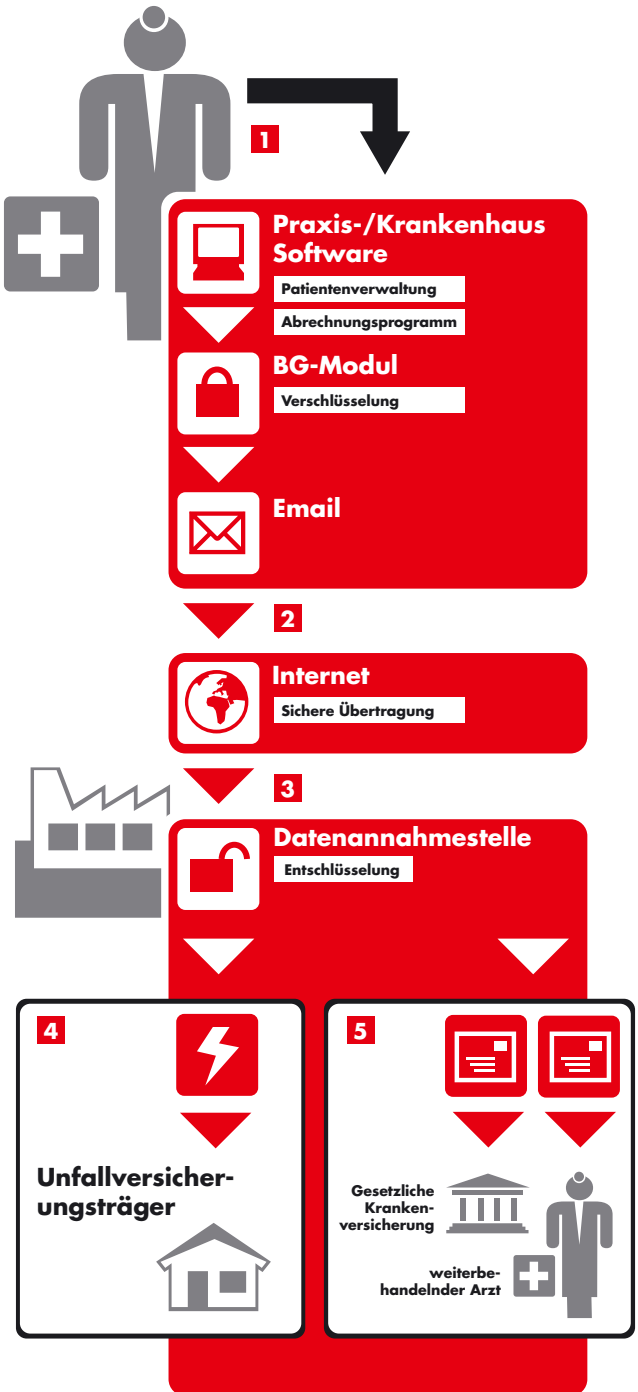 1
Praxis-/Krankenhaus
Software
Patientenverwaltung
Abrechnungsprogramm
BG-Modul
Verschlüsselung
Email
2
Internet
Sichere Übertragung
3
Datenannahmestelle
Entschlüsselung
4
Unfallversicher-
ungsträger
5
Gesetzliche
Kranken-
versicherung
weiterbe-
handelnder Arzt